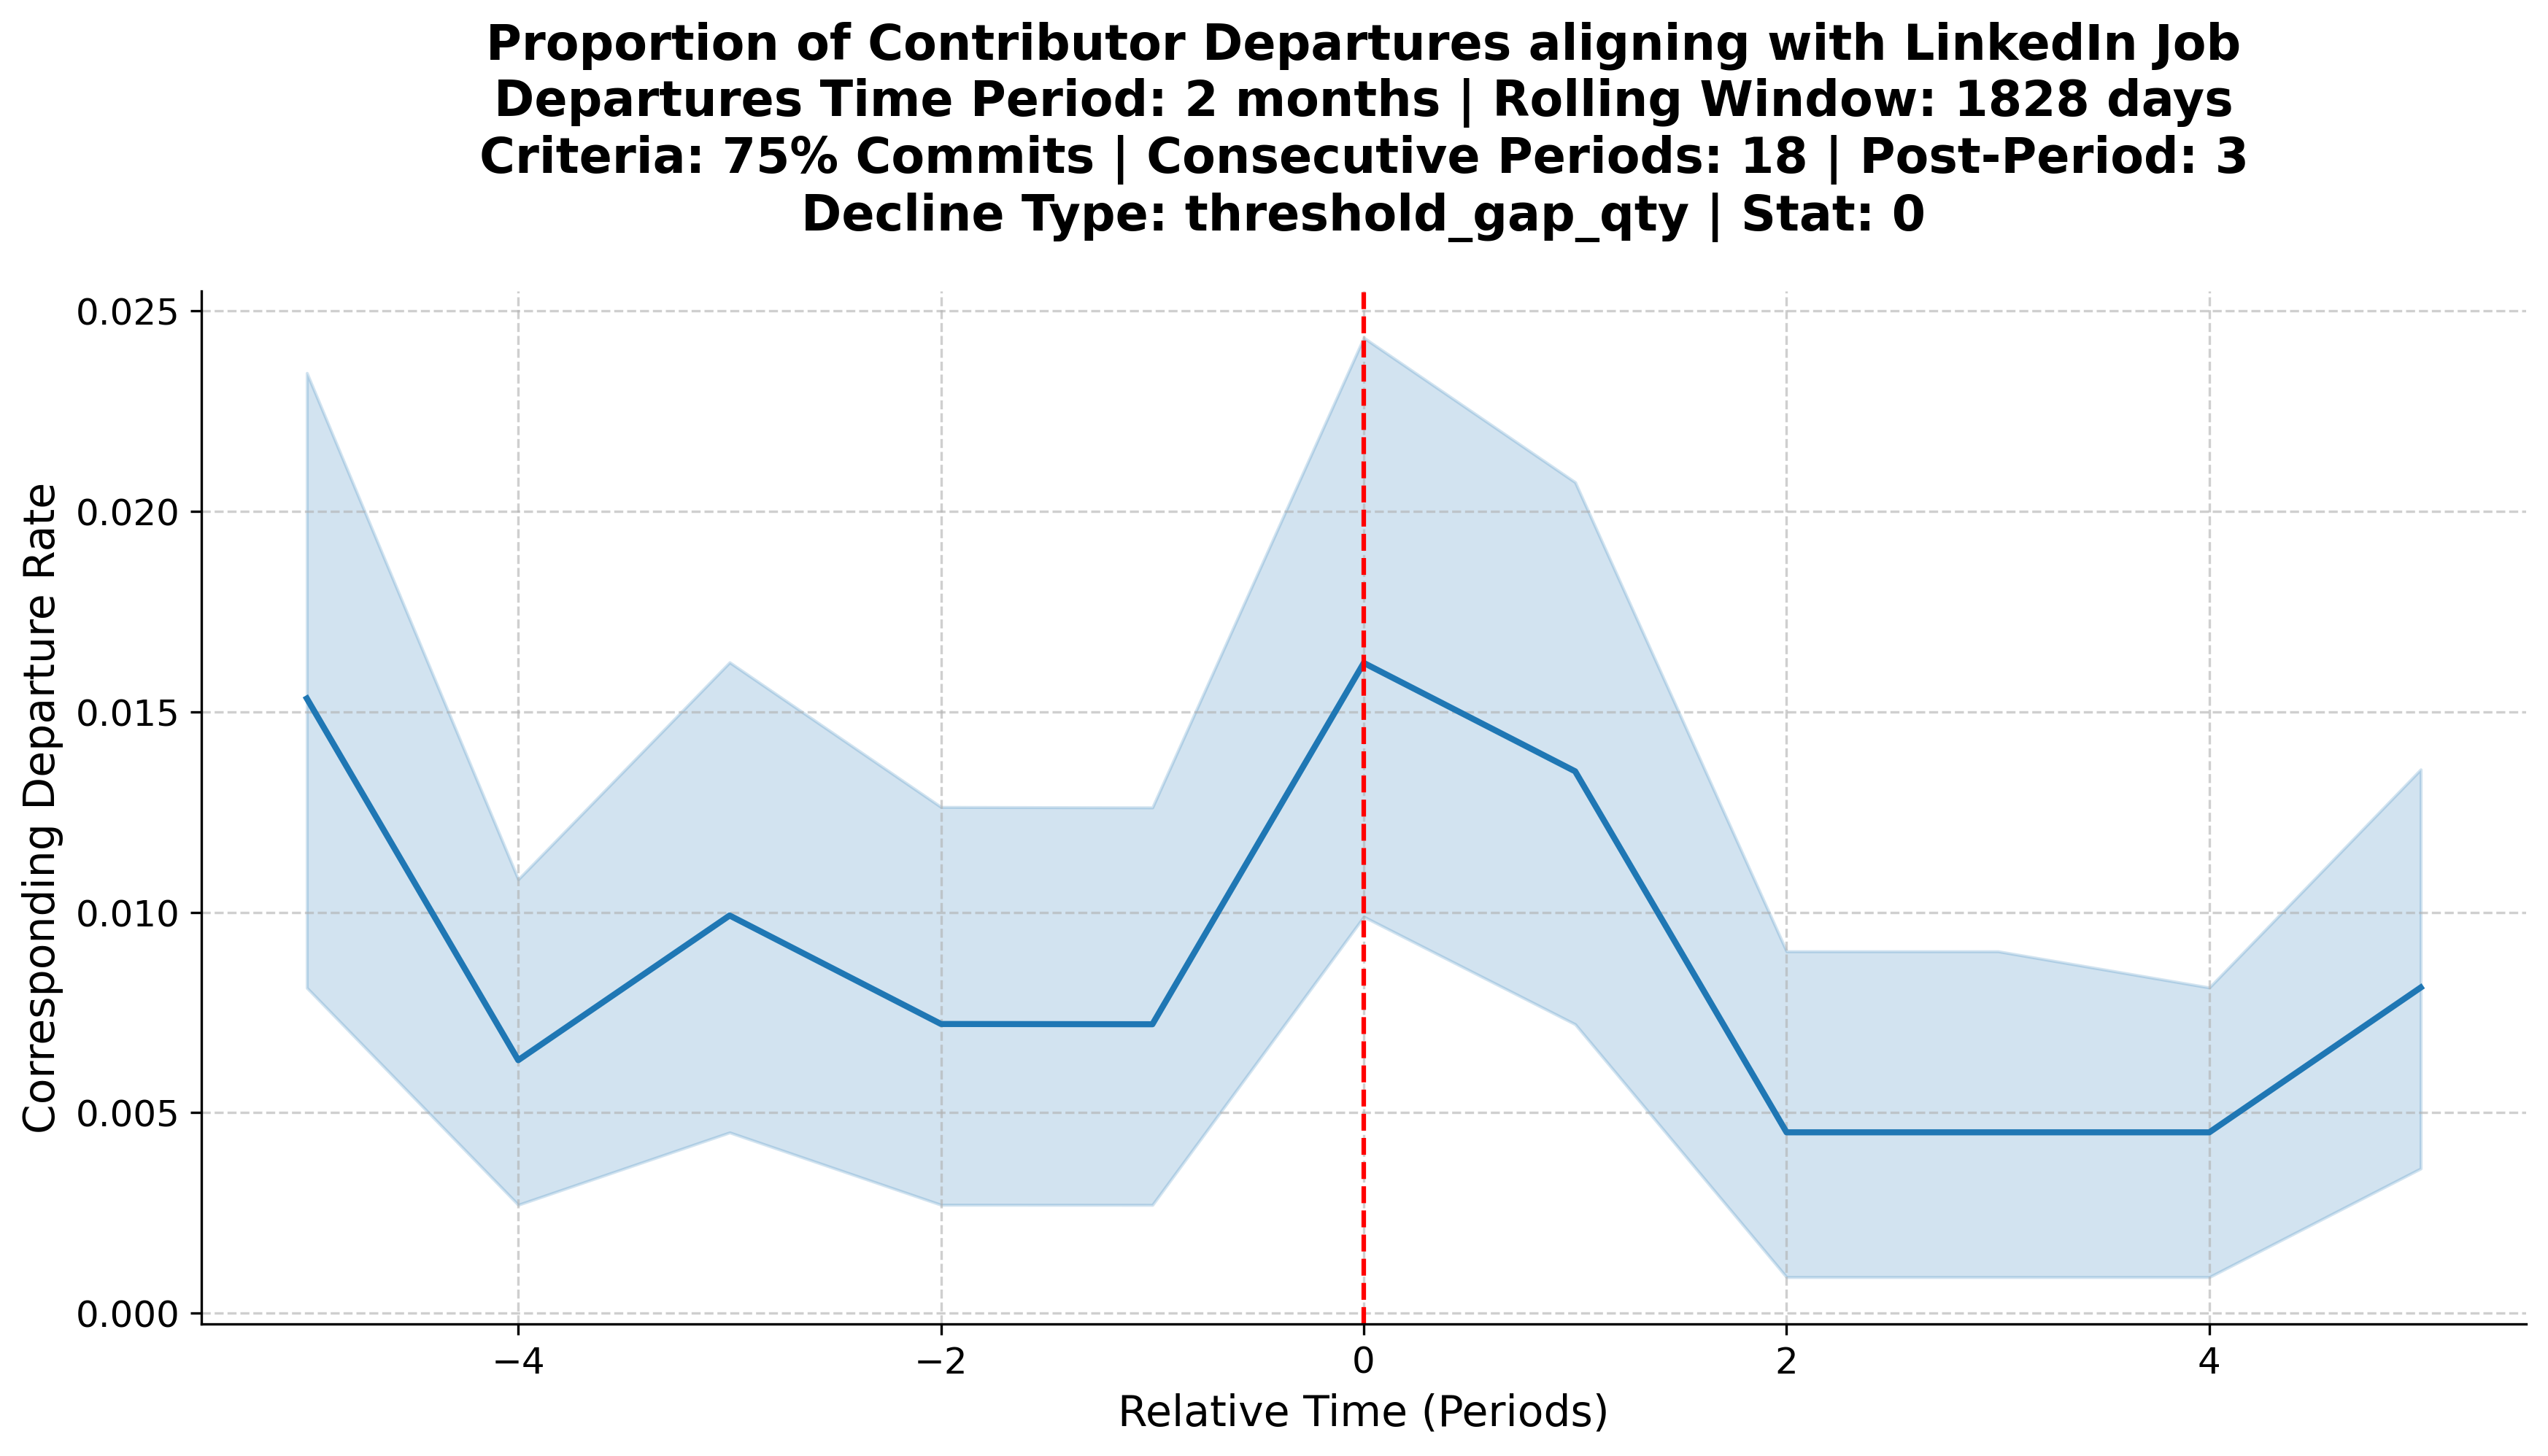 Proportion of Contributor Departures aligning with LinkedIn Job
Departures Time Period: 2 months | Rolling Window: 1828 days
Criteria: 75% Commits | Consecutive Periods: 18 | Post-Period: 3
Decline Type: threshold_gap_qty | Stat: 0
0.025
0.020
0.015
0.010
0.005
0.000
Corresponding Departure Rate
−4
−2
0
2
4
Relative Time (Periods)